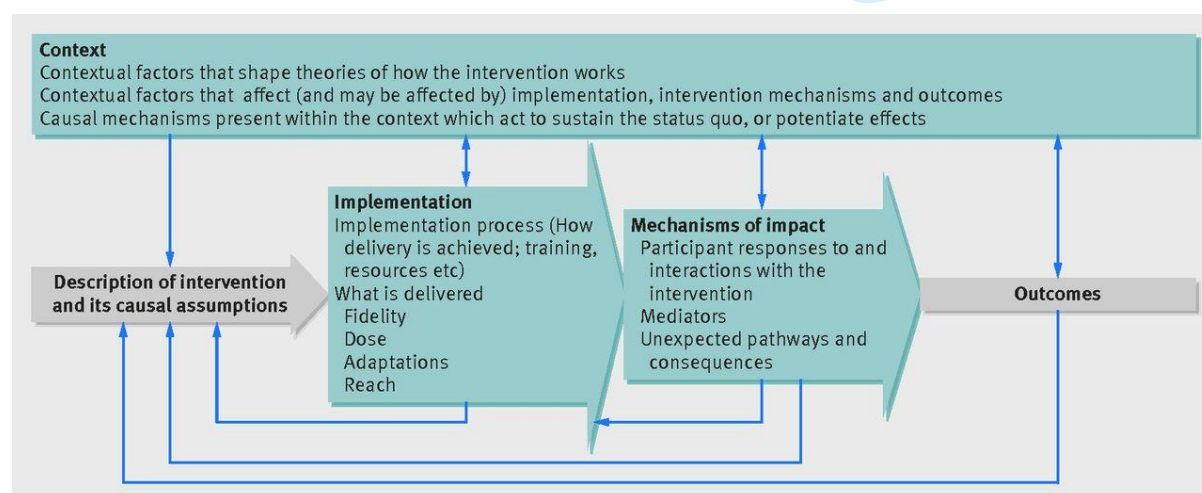 Context
Contextual factors that shape theories of how the intervention works
Contextual factors that affect (and may be affected by) implementation, intervention mechanisms and outcomes
Causal mechanisms present within the context which act to sustain the status quo, or potentiate effects
Description of intervention
and its causal assumptions
Implementation
Implementation process (How
delivery is achieved; training,
resources etc)
What is delivered
Fidelity
Dose
Adaptations
Reach
Mechanisms of impact
Participant responses to and
interactions with the
intervention
Mediators
Unexpected pathways and
consequences
Outcomes